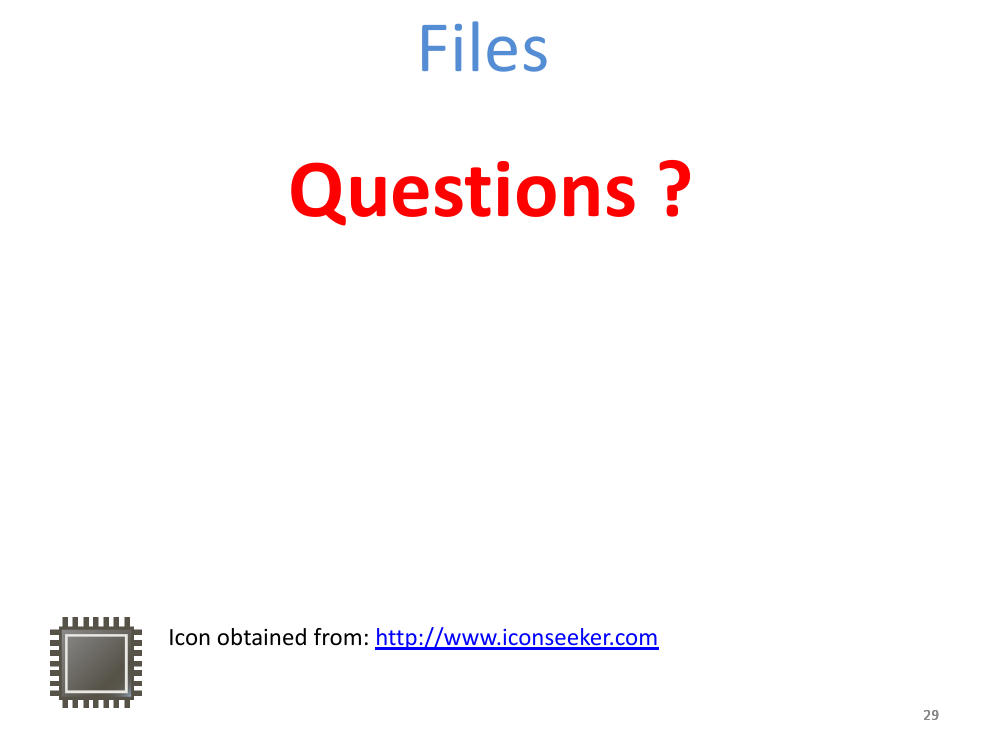 Files
Questions ?
Icon obtained from: http://www.iconseeker.com
29